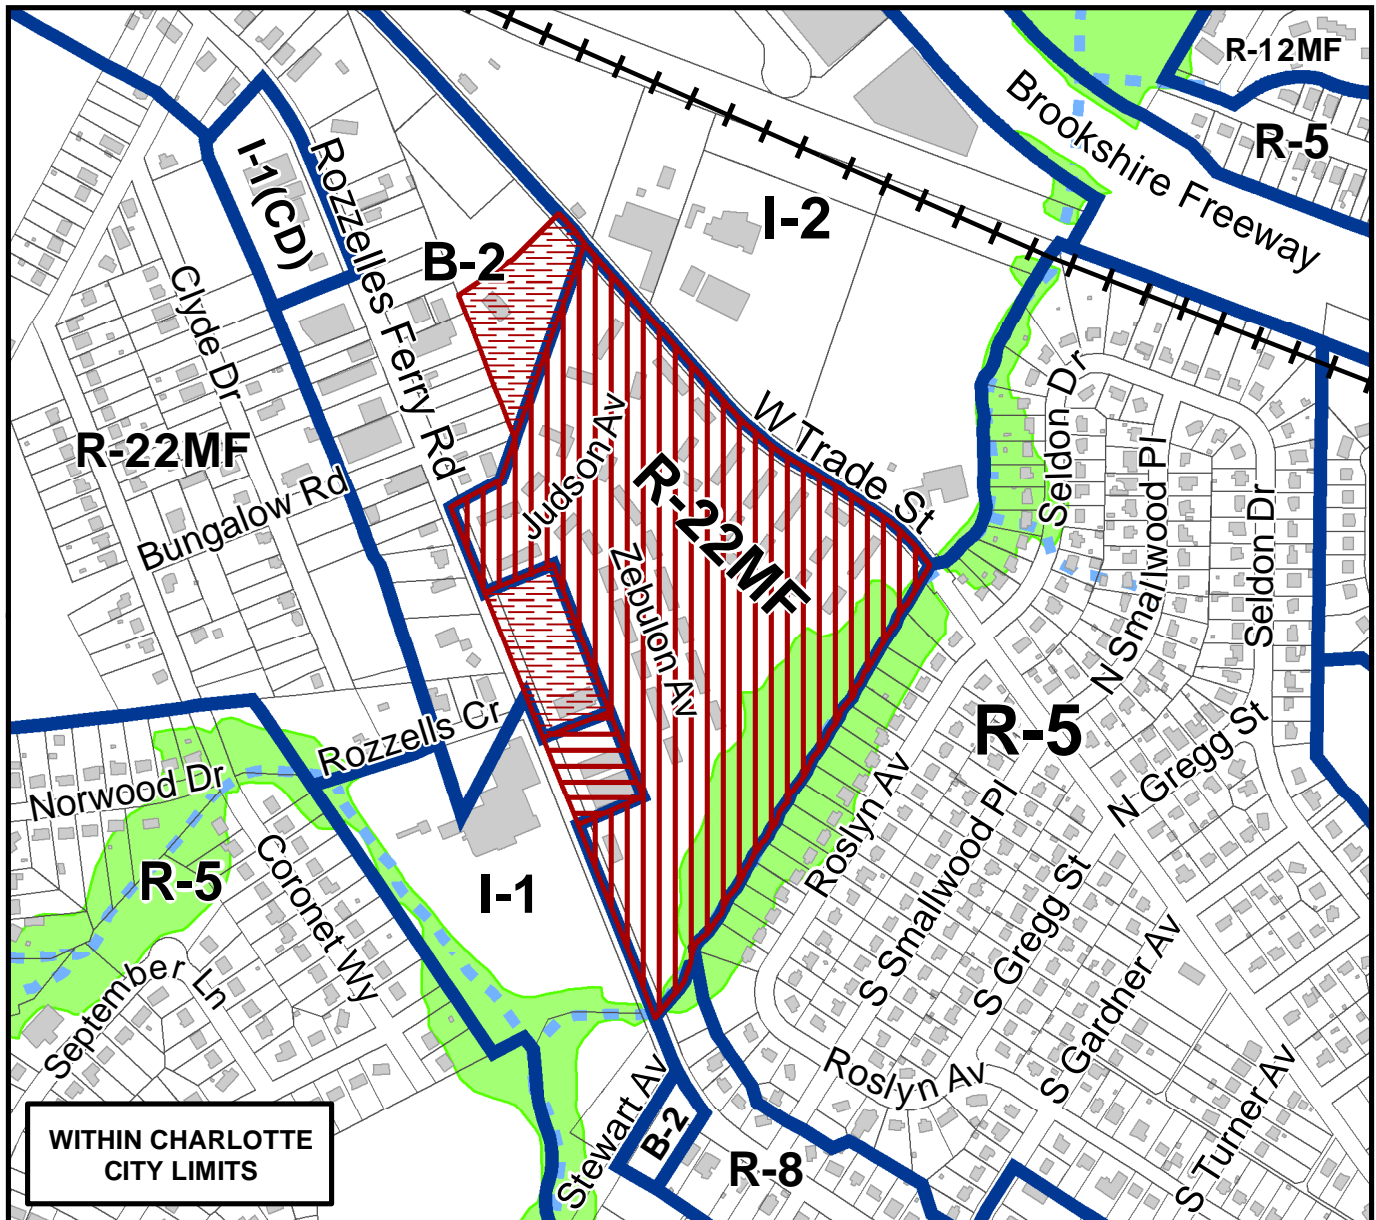 R-12MF
Brookshire Freeway
R-5
I-1(CD)
Rozzelles Ferry Rd
I-2
B-2
Clyde Dr
R-22MF
Bungalow Rd
Judson Av
W Trade St
R-22MF
Zebulon Av
Seldon Dr
N Smallwood Pl
Seldon Dr
Rozzells Cr
Norwood Dr
R-5
N Gregg St
R-5
Coronet Wy
I-1
Roslyn Av
S Smallwood Pl
S Gregg St
September Ln
S Gardner Av
Roslyn Av
Stewart Av
B-2
R-8
S Turner Av
WITHIN CHARLOTTE
CITY LIMITS